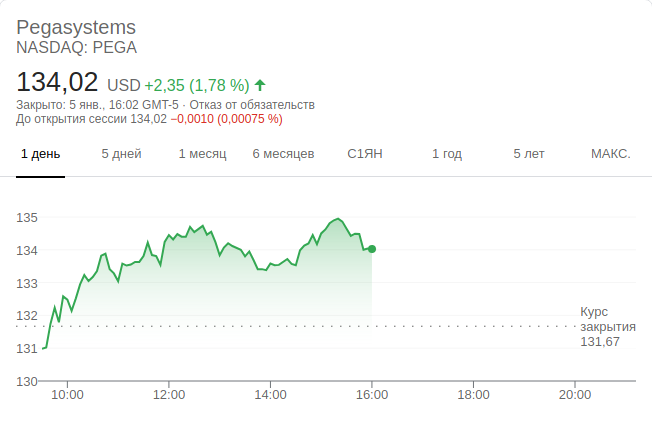 Pegasystems
NASDAQ: PEGA
134,02 USD +2,35 (1,78 %)
Закрыто: 5 янв., 16:02 GMT-5 · Отказ от обязательств
До открытия сессии 134,02 −0,0010 (0,00075 %)
1 день 5 дней 1 месяц 6 месяцев С1ЯН 1 год 5 лет МАКС.
135
134
133
132
131
130
Курс
закрытия
131,67
10:00 12:00 14:00 16:00 18:00 20:00